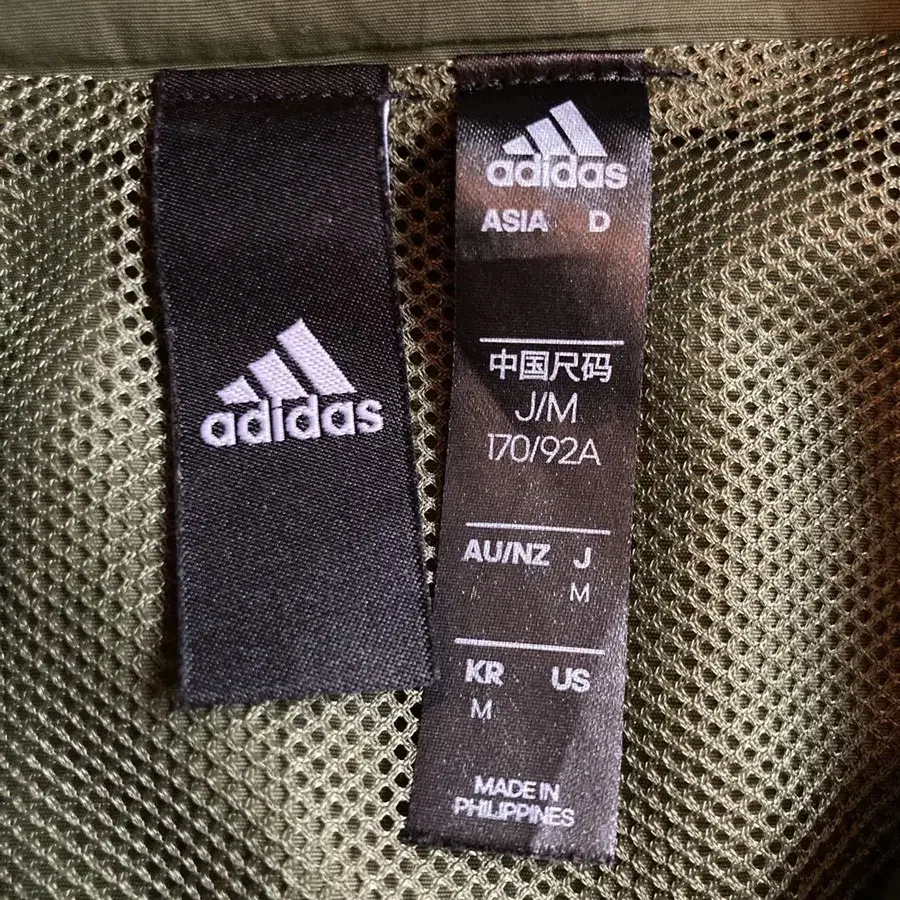 adidas
adidas
ASIA D
中国尺码
J/M
170/92A
AU/NZ J
M
KR US
M
MADE IN
PHILIPPINES